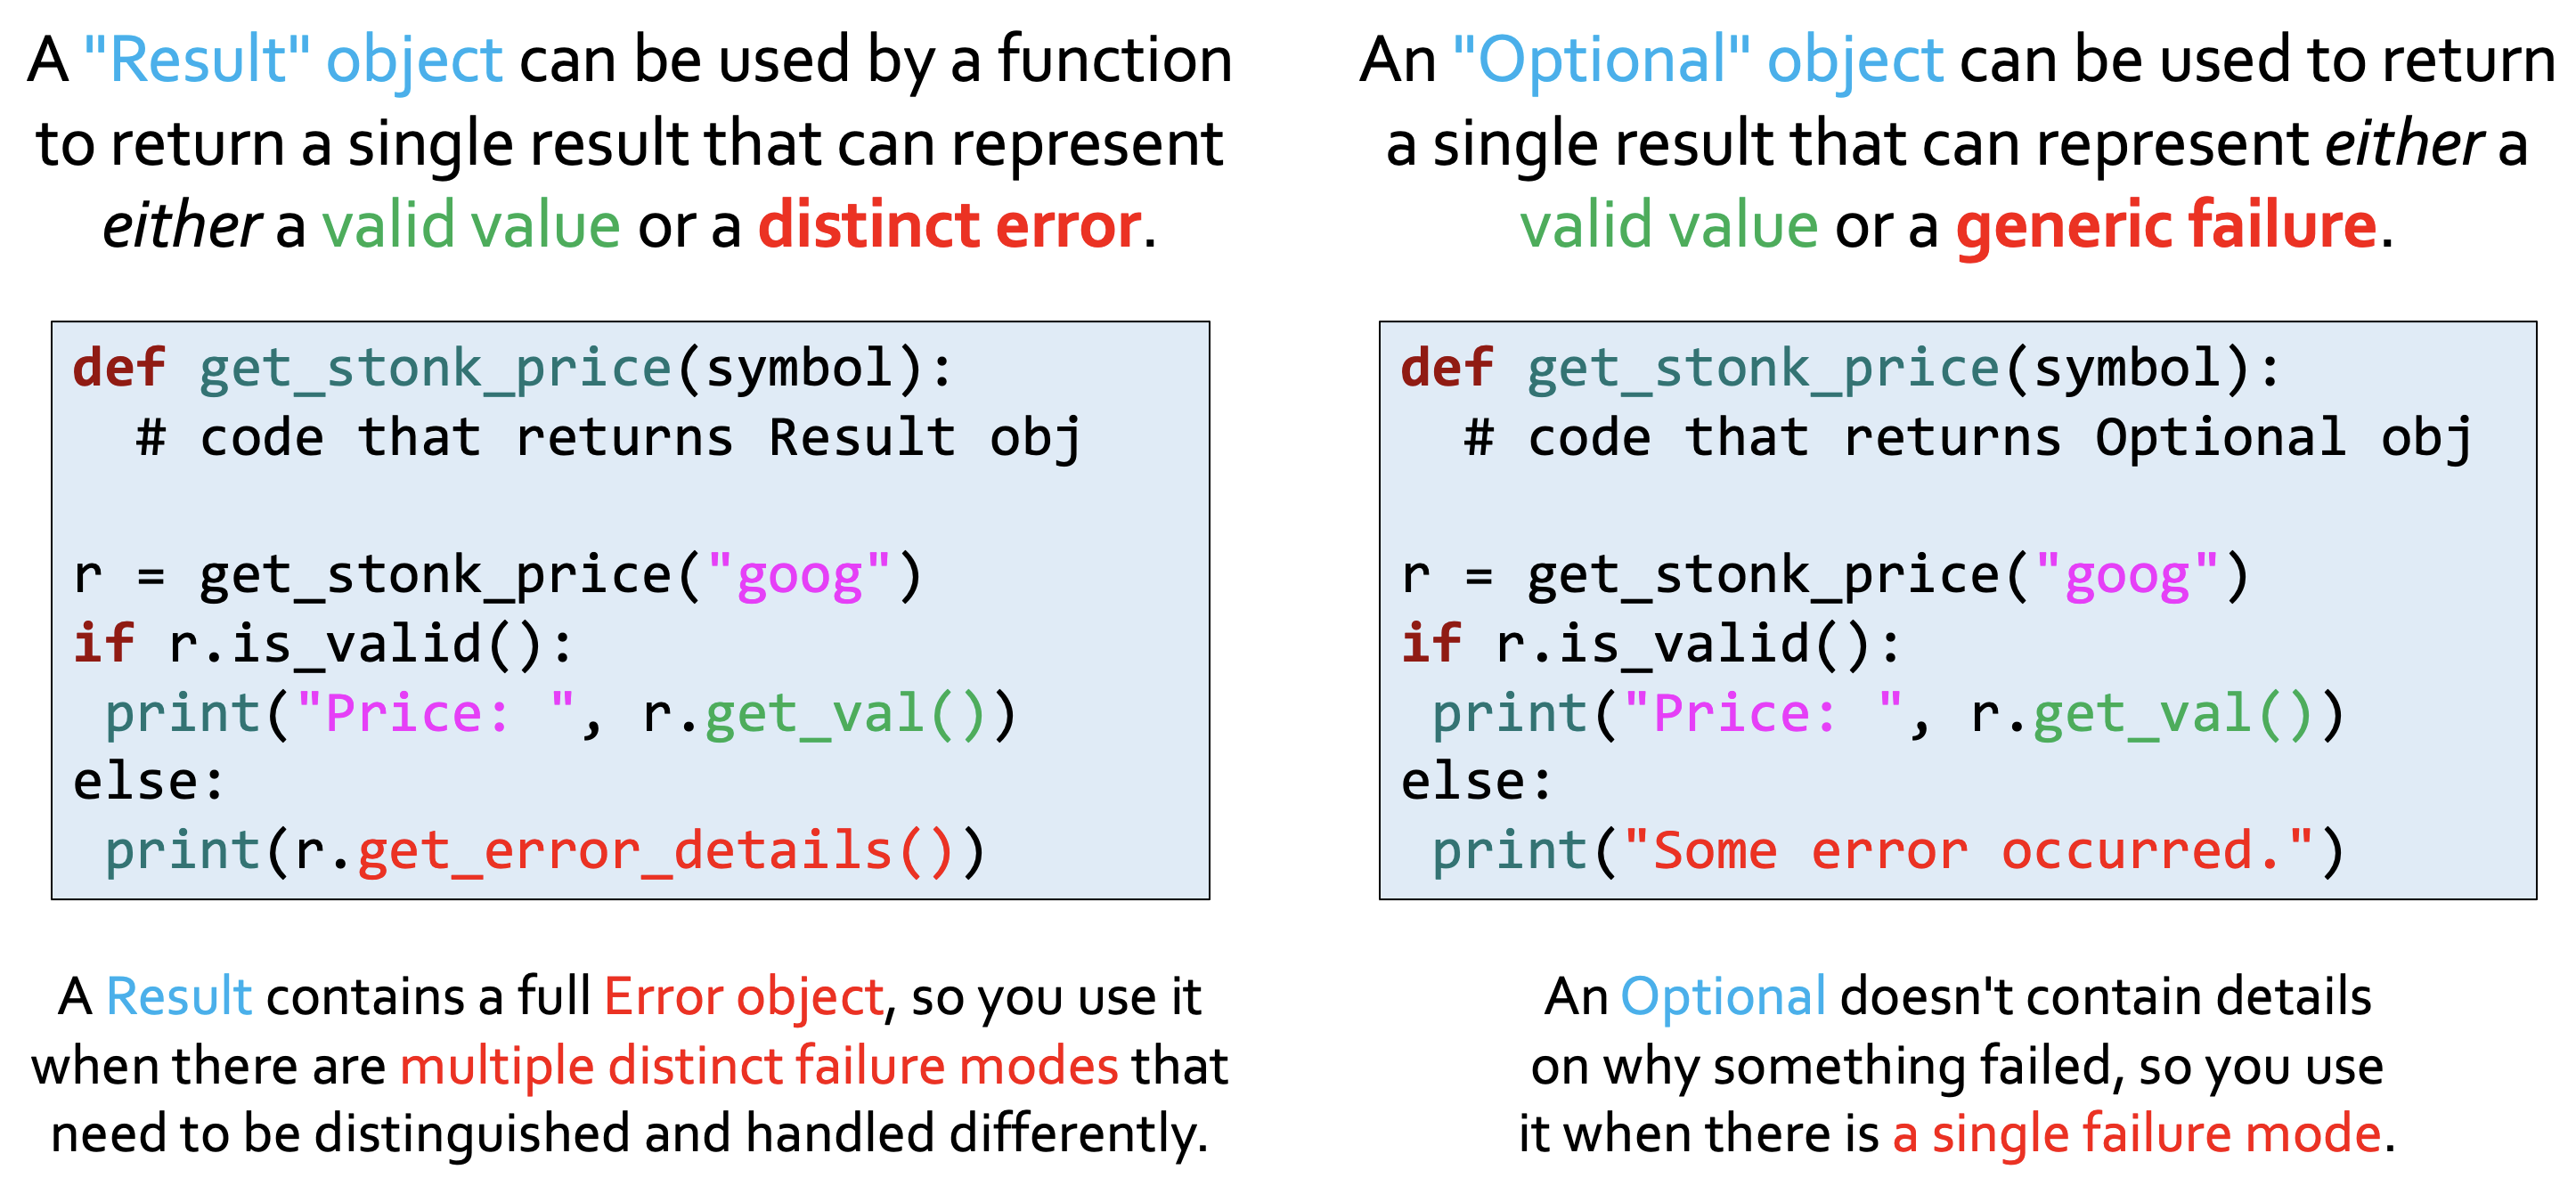 A "Result" object can be used by a function
to return a single result that can represent
either a valid value or a distinct error.
def get_stonk_price(symbol):
  # code that returns Result obj

r = get_stonk_price("goog")
if r.is_valid():
 print("Price: ", r.get_val())
else:
 print(r.get_error_details())
A Result contains a full Error object, so you use it
when there are multiple distinct failure modes that
need to be distinguished and handled differently.
An "Optional" object can be used to return
a single result that can represent either a
valid value or a generic failure.
def get_stonk_price(symbol):
  # code that returns Optional obj

r = get_stonk_price("goog")
if r.is_valid():
 print("Price: ", r.get_val())
else:
 print("Some error occurred.")
An Optional doesn't contain details
on why something failed, so you use
it when there is a single failure mode.